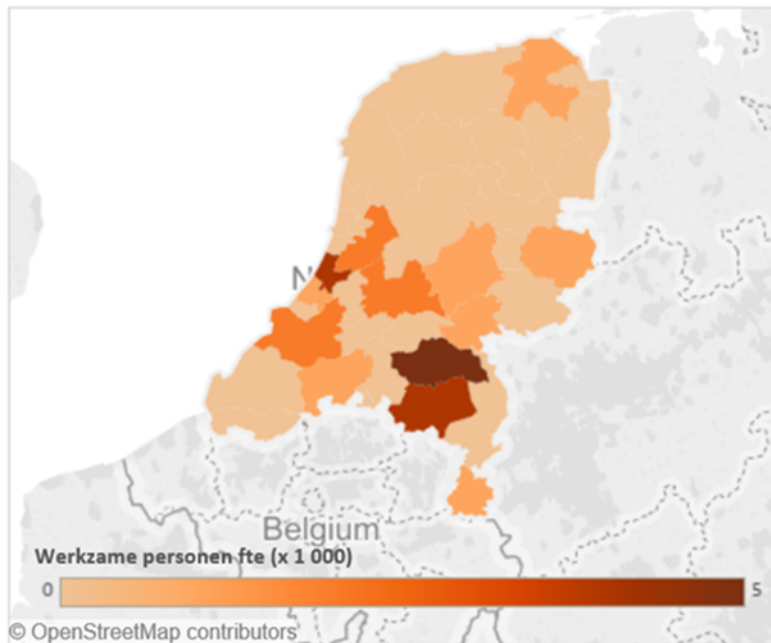 N
Belgium
Werkzame personen fte (x 1 000)
0 5
© OpenStreetMap contributors